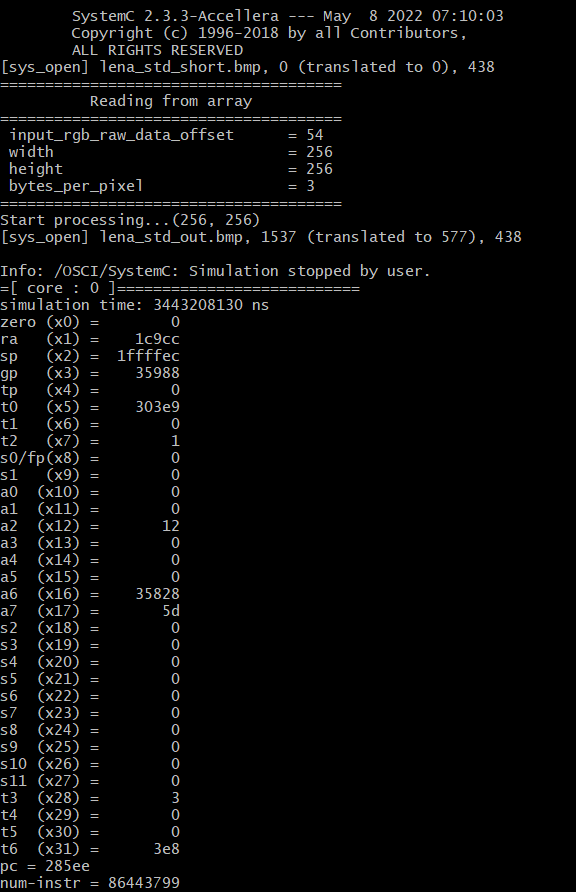 SystemC 2.3.3-Accellera --- May  8 2022 07:10:03
Copyright (c) 1996-2018 by all Contributors,
ALL RIGHTS RESERVED
[sys_open] lena_std_short.bmp, 0 (translated to 0), 438
======================================
          Reading from array
======================================
 input_rgb_raw_data_offset      = 54
 width                          = 256
 height                         = 256
 bytes_per_pixel                = 3
======================================
Start processing...(256, 256)
[sys_open] lena_std_out.bmp, 1537 (translated to 577), 438

Info: /OSCI/SystemC: Simulation stopped by user.
=[ core : 0 ]===========================
simulation time: 3443208130 ns
zero (x0) =        0
ra   (x1) =    1c9cc
sp   (x2) =  1ffffec
gp   (x3) =    35988
tp   (x4) =        0
t0   (x5) =    303e9
t1   (x6) =        0
t2   (x7) =        1
s0/fp(x8) =        0
s1   (x9) =        0
a0  (x10) =        0
a1  (x11) =        0
a2  (x12) =       12
a3  (x13) =        0
a4  (x14) =        0
a5  (x15) =        0
a6  (x16) =    35828
a7  (x17) =       5d
s2  (x18) =        0
s3  (x19) =        0
s4  (x20) =        0
s5  (x21) =        0
s6  (x22) =        0
s7  (x23) =        0
s8  (x24) =        0
s9  (x25) =        0
s10 (x26) =        0
s11 (x27) =        0
t3  (x28) =        3
t4  (x29) =        0
t5  (x30) =        0
t6  (x31) =      3e8
pc = 285ee
num-instr = 86443799